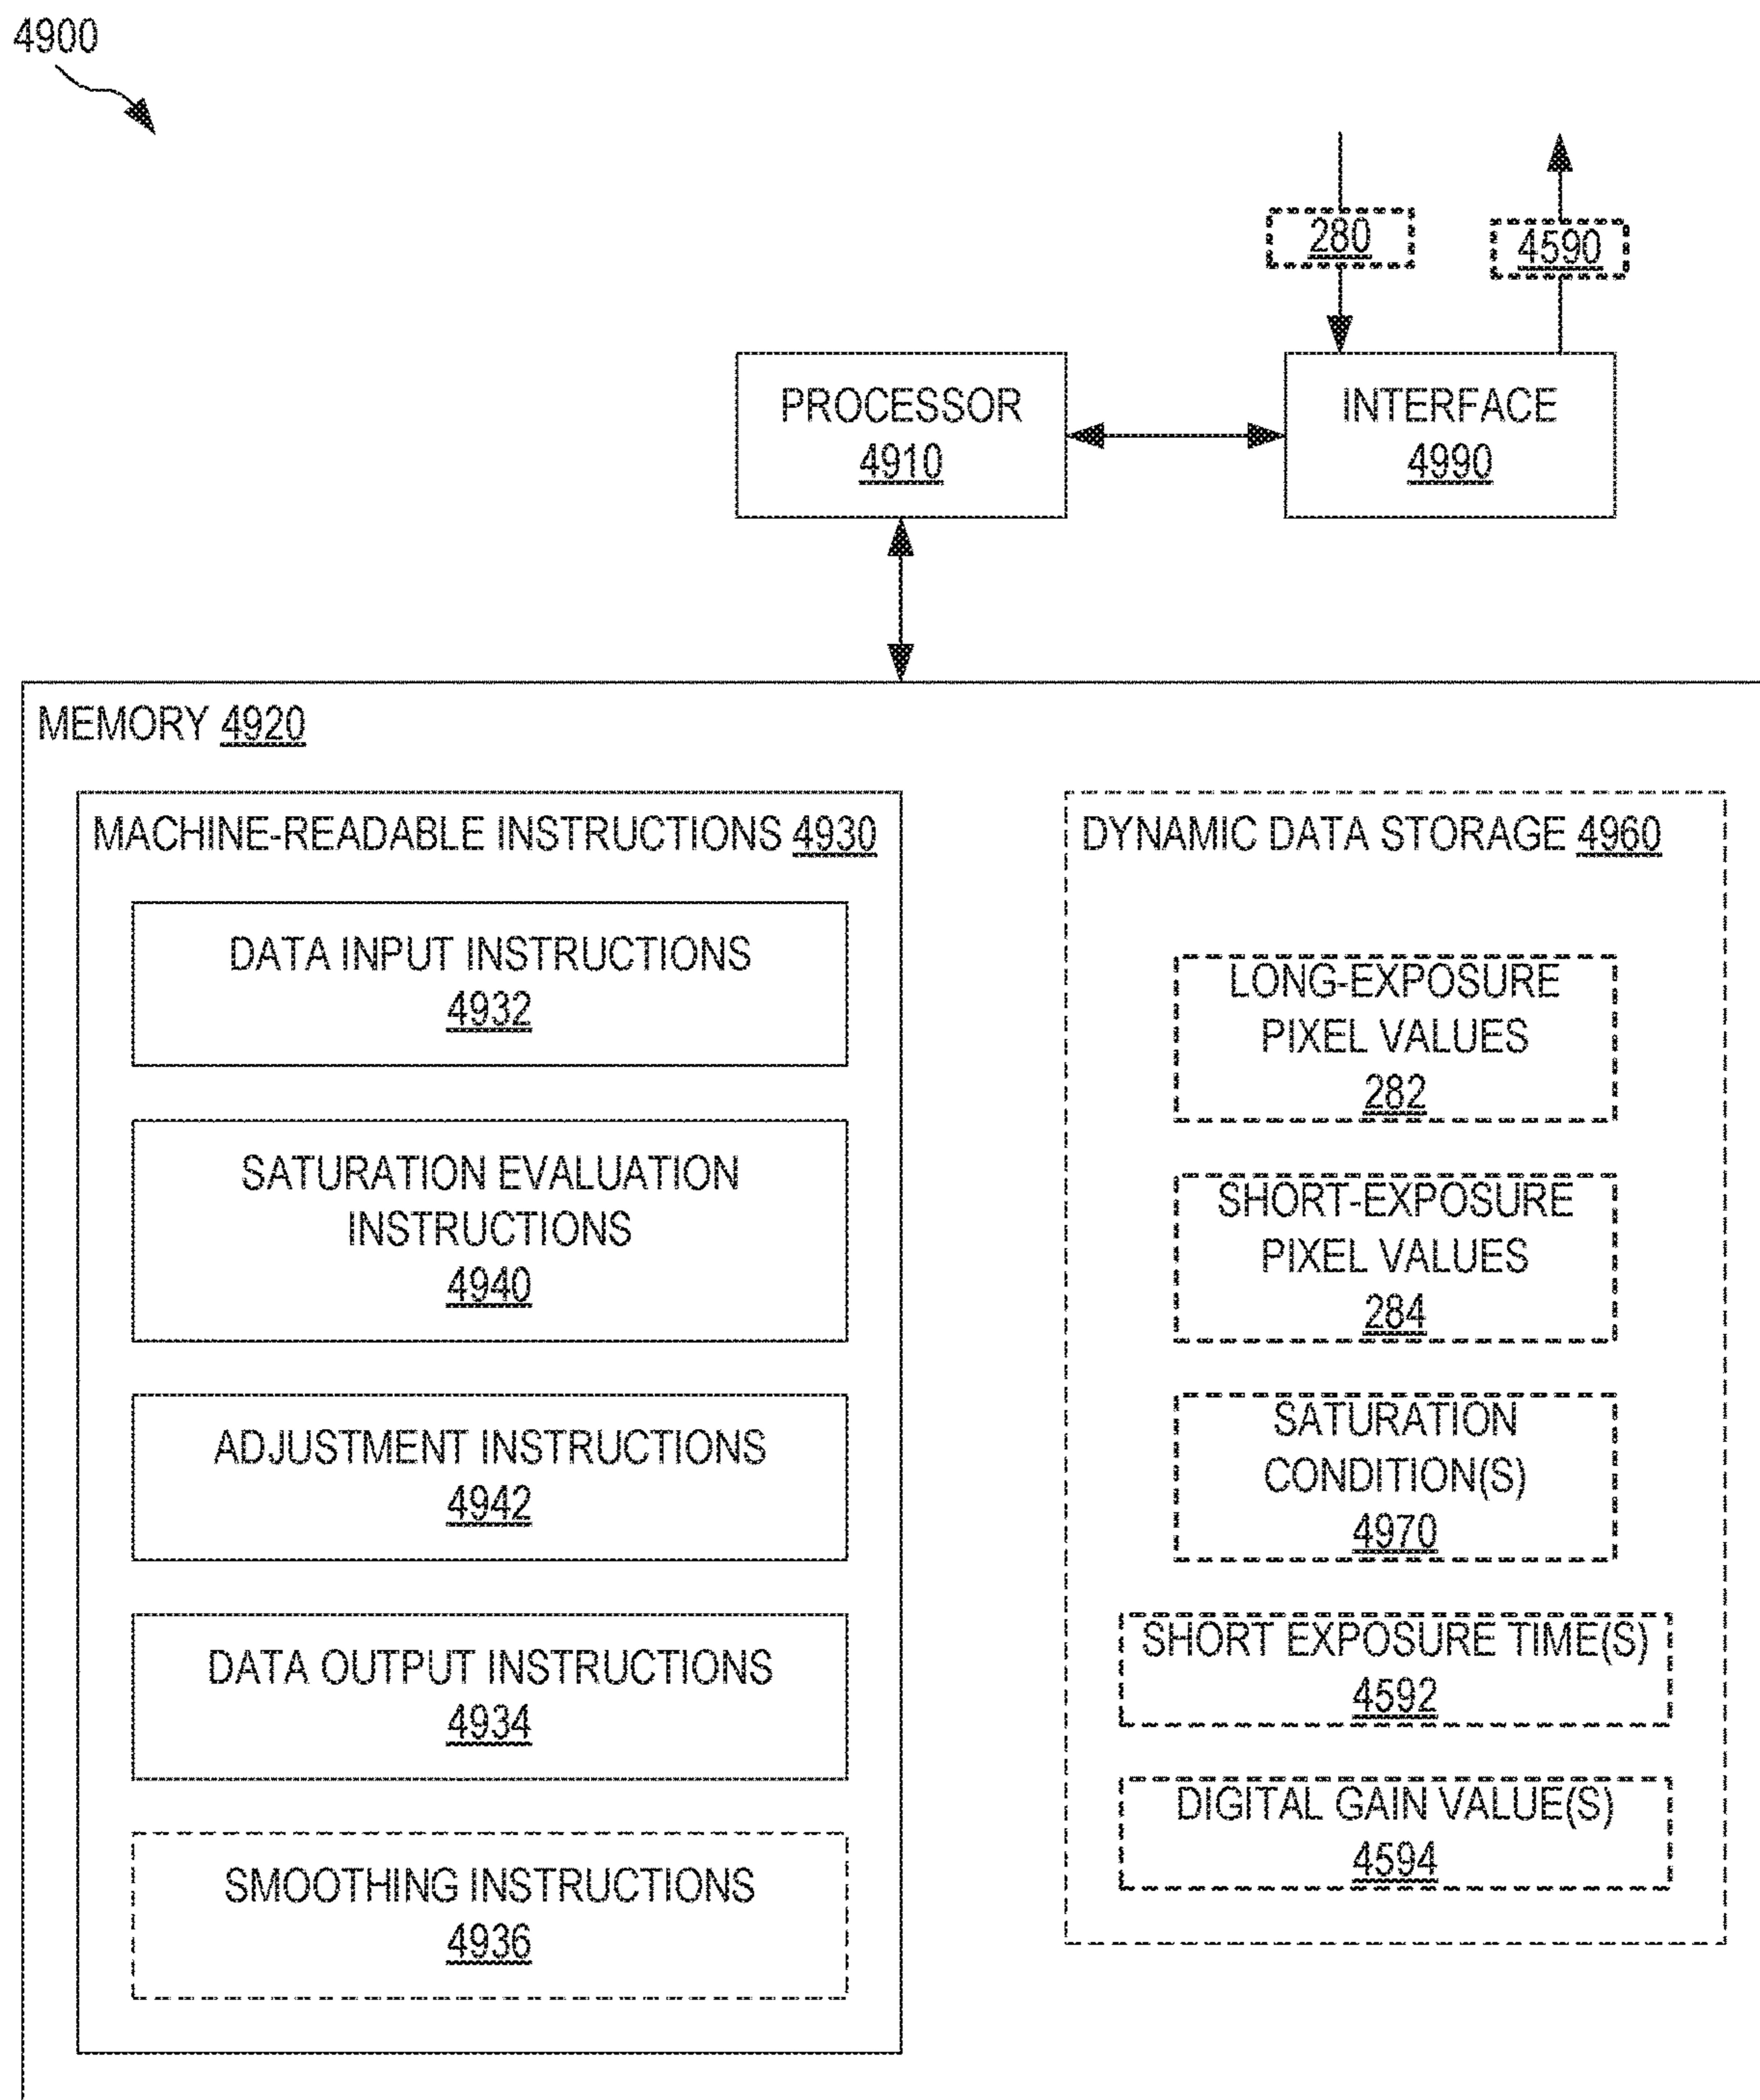 4900
280
4590
PROCESSOR
4910
INTERFACE
4990
MEMORY 4920
MACHINE-READABLE INSTRUCTIONS 4930
DATA INPUT INSTRUCTIONS
4932
SATURATION EVALUATION
INSTRUCTIONS
4940
ADJUSTMENT INSTRUCTIONS
4942
DATA OUTPUT INSTRUCTIONS
4934
SMOOTHING INSTRUCTIONS
4936
DYNAMIC DATA STORAGE 4960
LONG-EXPOSURE
PIXEL VALUES
282
SHORT-EXPOSURE
PIXEL VALUES
284
SATURATION
CONDITION(S)
4970
SHORT EXPOSURE TIME(S)
4592
DIGITAL GAIN VALUE(S)
4594